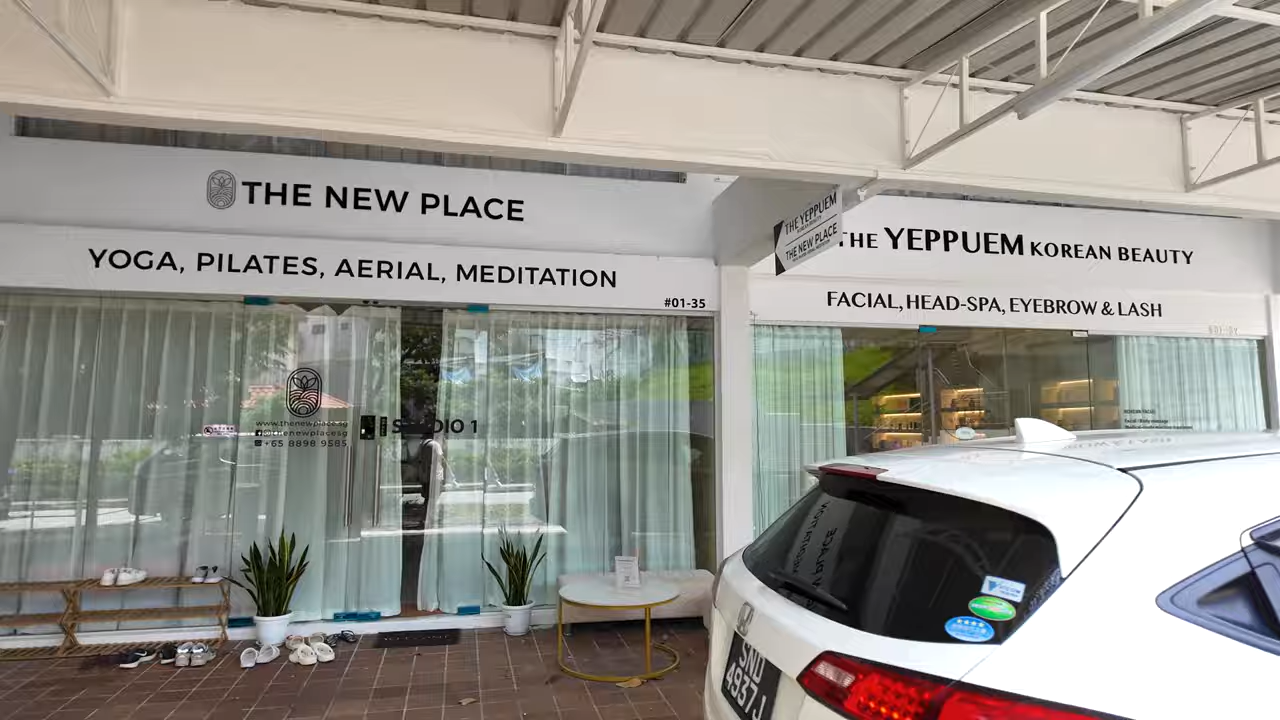 THE NEW PLACE
YOGA, PILATES, AERIAL, MEDITATION
#01-35
www.thenewplace.sg
thenewplacesg
+65 8898 9585
STUDIO 1
THE YEPPUEM
THE NEW PLACE
THE YEPPUEM KOREAN BEAUTY
FACIAL, HEAD-SPA, EYEBROW & LASH
SND
4937J